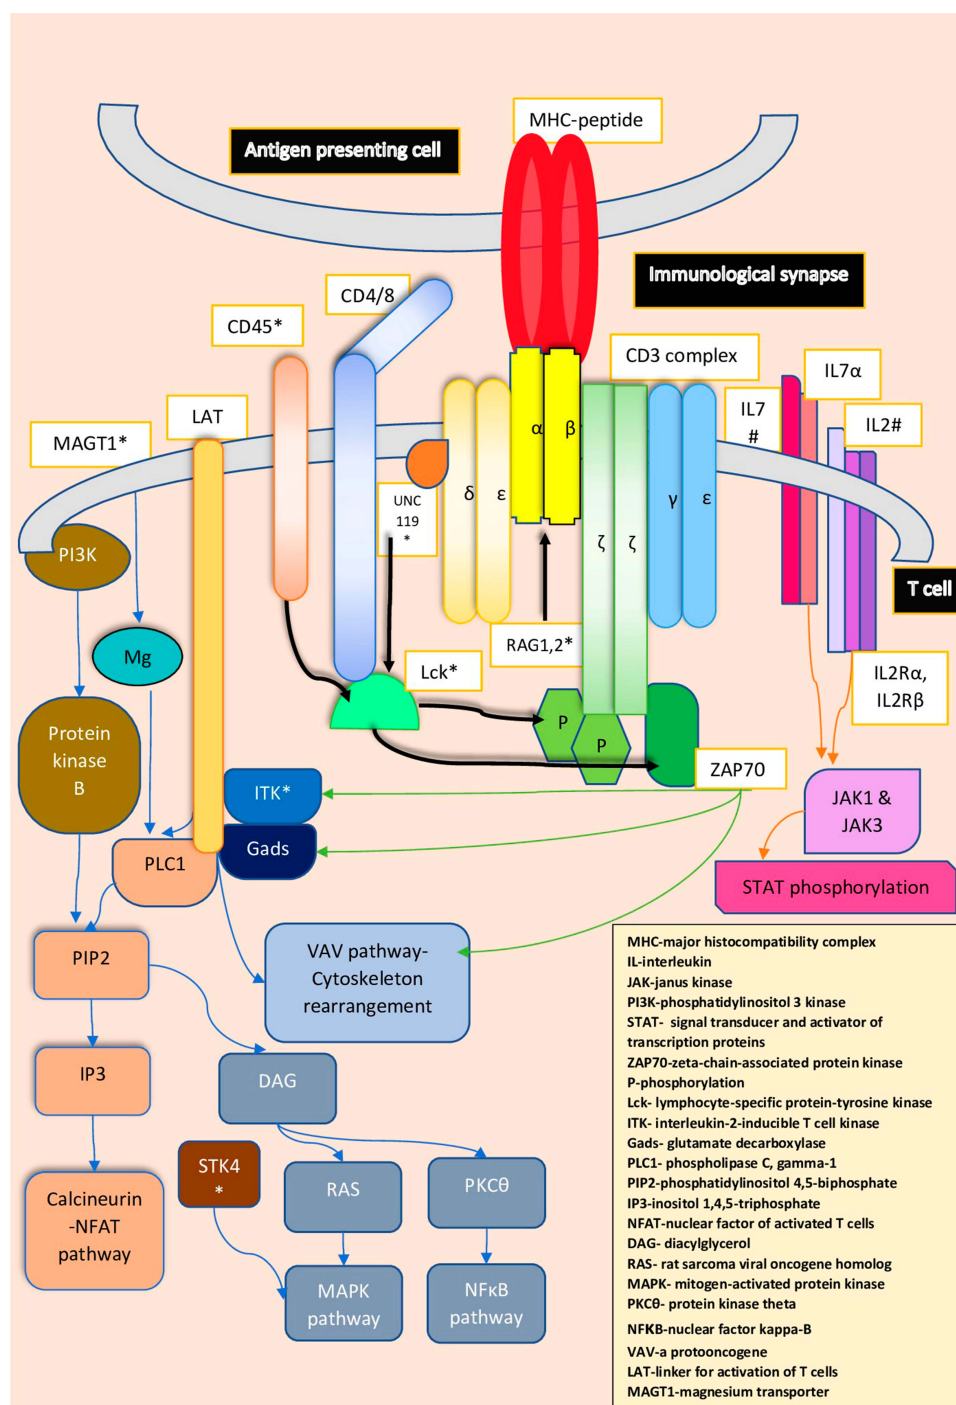 MHC-peptide
Antigen presenting cell
Immunological synapse
CD4/8
CD45*
CD3 complex
IL7α
LAT
IL7
#
IL2#
MAGT1*
α
β
UNC
119
*
δ
ε
γ
ε
ζ
ζ
PI3K
T cell
RAG1,2*
Mg
Lck*
IL2Rα,
IL2Rβ
P
P
Protein
kinase
B
ZAP70
ITK*
JAK1 &
JAK3
Gads
PLC1
STAT phosphorylation
PIP2
VAV pathway-
Cytoskeleton
rearrangement
IP3
DAG
STK4
*
RAS
PKCθ
Calcineurin
-NFAT
pathway
MAPK
pathway
NFκB
pathway
MHC-major histocompatibility complex
IL-interleukin
JAK-janus kinase
PI3K-phosphatidylinositol 3 kinase
STAT- signal transducer and activator of
transcription proteins
ZAP70-zeta-chain-associated protein kinase
P-phosphorylation
Lck- lymphocyte-specific protein-tyrosine kinase
ITK- interleukin-2-inducible T cell kinase
Gads- glutamate decarboxylase
PLC1- phospholipase C, gamma-1
PIP2-phosphatidylinositol 4,5-biphosphate
IP3-inositol 1,4,5-triphosphate
NFAT-nuclear factor of activated T cells
DAG- diacylglycerol
RAS- rat sarcoma viral oncogene homolog
MAPK- mitogen-activated protein kinase
PKCθ- protein kinase theta
NFKB-nuclear factor kappa-B
VAV-a protooncogene
LAT-linker for activation of T cells
MAGT1-magnesium transporter